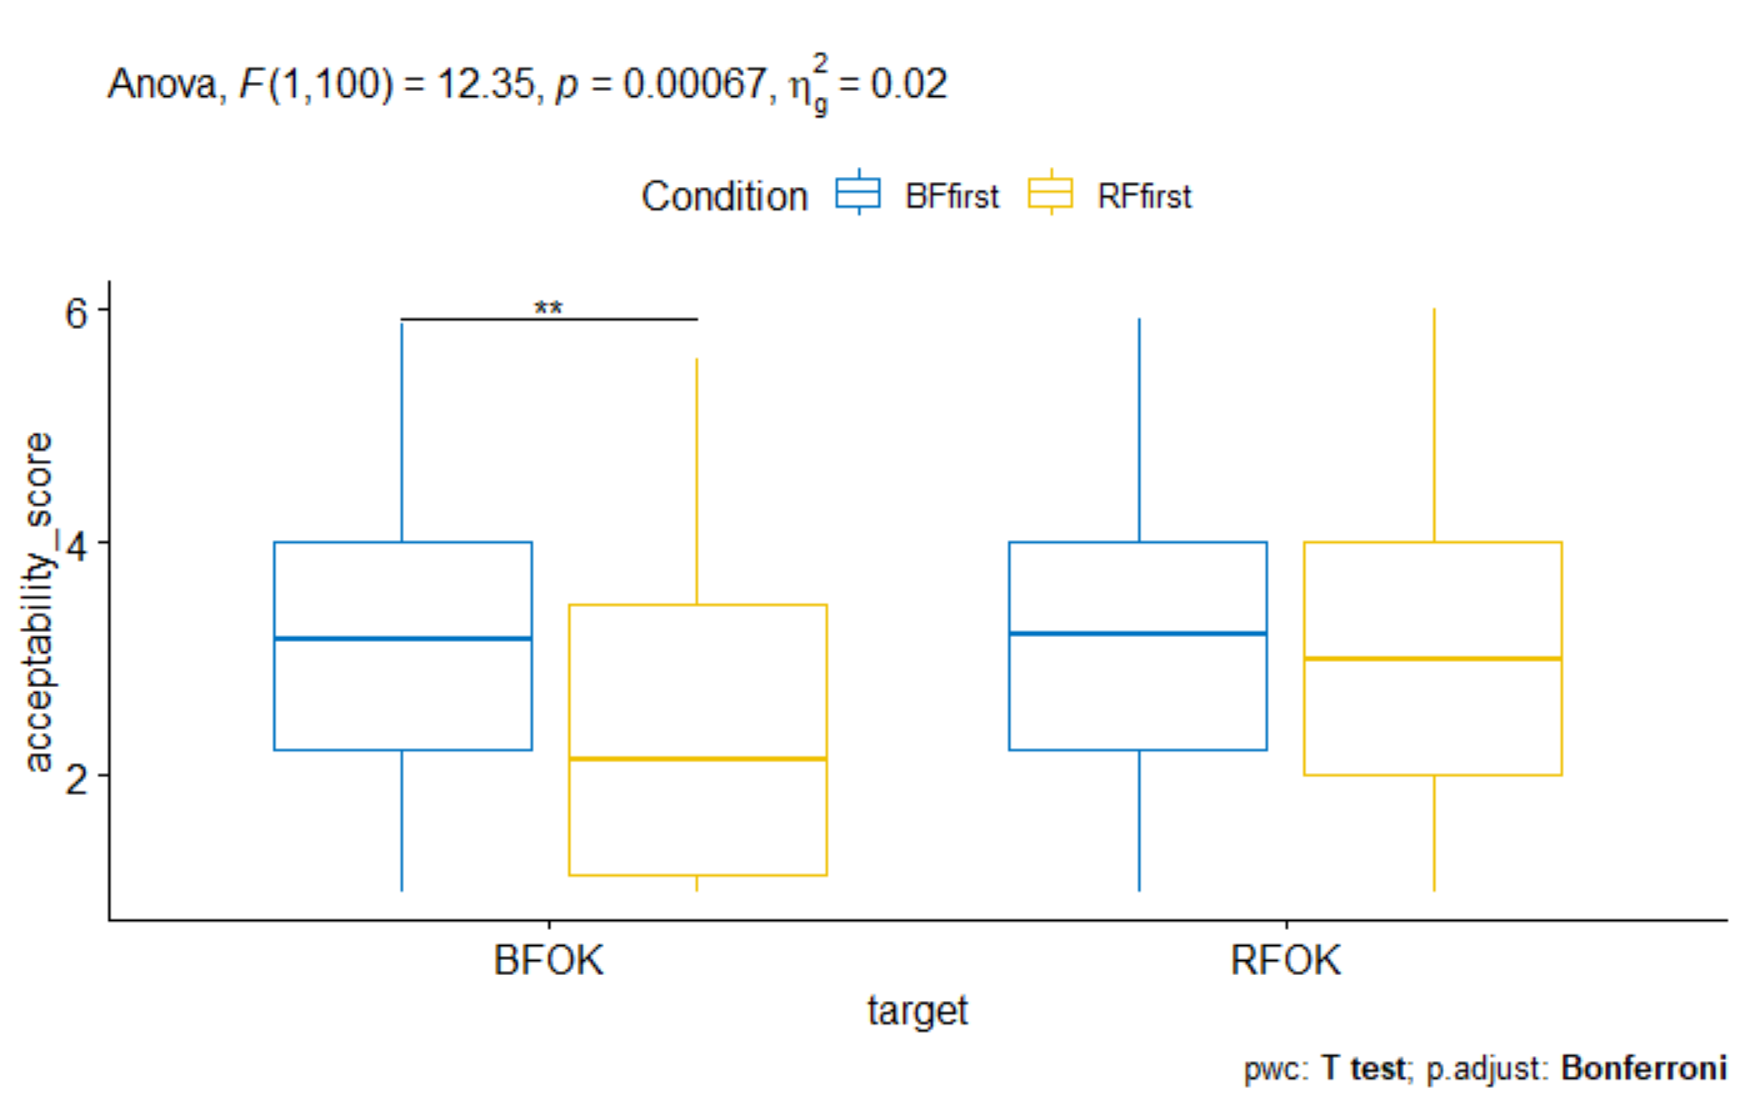 Anova, F(1,100) = 12.35, p = 0.00067, η²g = 0.02
Condition BFfirst RFfirst
acceptability_score
6
4
2
**
BFOK RFOK
target
pwc: T test; p.adjust: Bonferroni